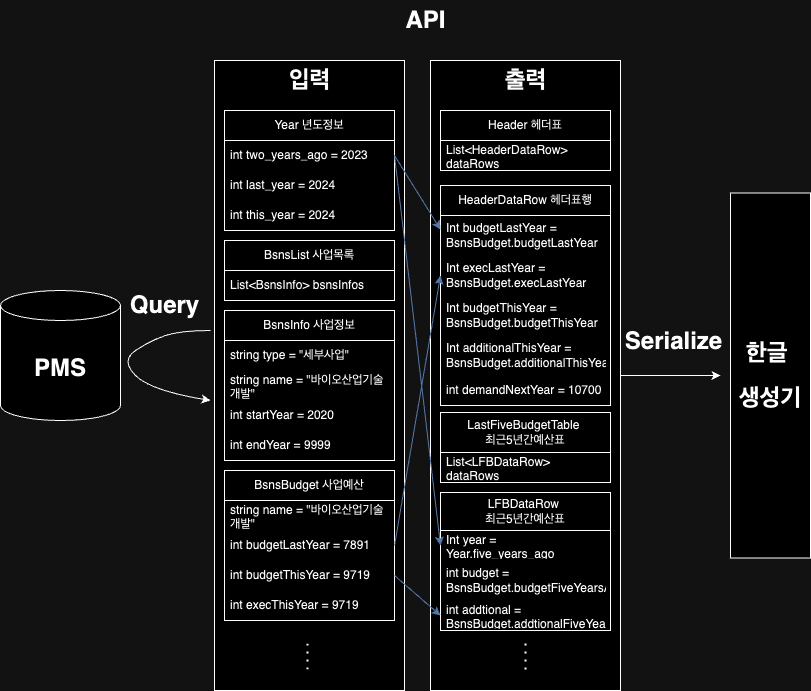 API
입력
Year 년도정보
int two_years_ago = 2023
int last_year = 2024
int this_year = 2024
BsnsList 사업목록
List<BsnsInfo> bsnsInfos
BsnsInfo 사업정보
string type = "세부사업"
string name = "바이오산업기술
개발"
int startYear = 2020
int endYear = 9999
BsnsBudget 사업예산
string name = "바이오산업기술
개발"
int budgetLastYear = 7891
int budgetThisYear = 9719
int execThisYear = 9719
출력
Header 헤더표
List<HeaderDataRow>
dataRows
HeaderDataRow 헤더표행
Int budgetLastYear =
BsnsBudget.budgetLastYear
Int execLastYear =
BsnsBudget.execLastYear
Int budgetThisYear =
BsnsBudget.budgetThisYear
Int additionalThisYear =
BsnsBudget.additionalThisYea
int demandNextYear = 10700
LastFiveBudgetTable
최근5년간예산표
List<LFBDataRow>
dataRows
LFBDataRow
최근5년간예산표
Int year =
Year.five_years_ago
int budget =
BsnsBudget.budgetFiveYears
int addtional =
BsnsBudget.addtionalFiveYea
PMS
Query
Serialize
한글
생성기